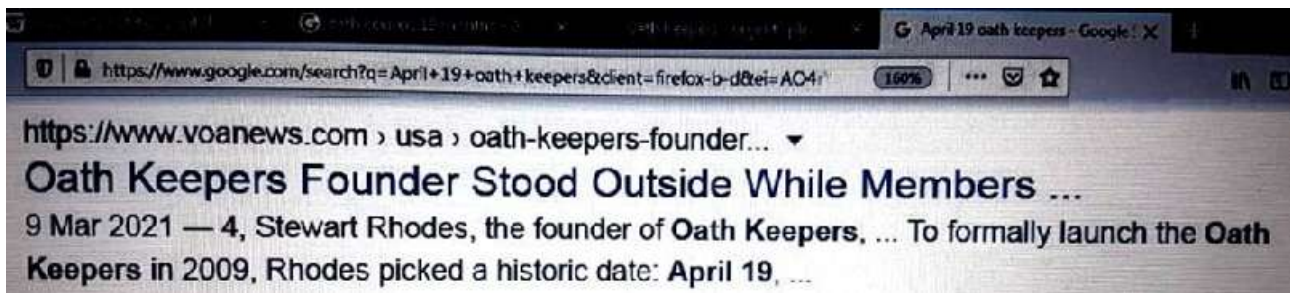 G April 19 oath keepers - Google
https://www.google.com/search?q=April+19+oath+keepers&client=firefox-b-d&ei=AO4r
160%
https://www.voanews.com › usa › oath-keepers-founder...
Oath Keepers Founder Stood Outside While Members ...
9 Mar 2021 — 4, Stewart Rhodes, the founder of Oath Keepers, ... To formally launch the Oath
Keepers in 2009, Rhodes picked a historic date: April 19, ...